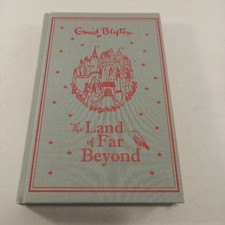 Enid Blyton
The Land
of Far
Beyond